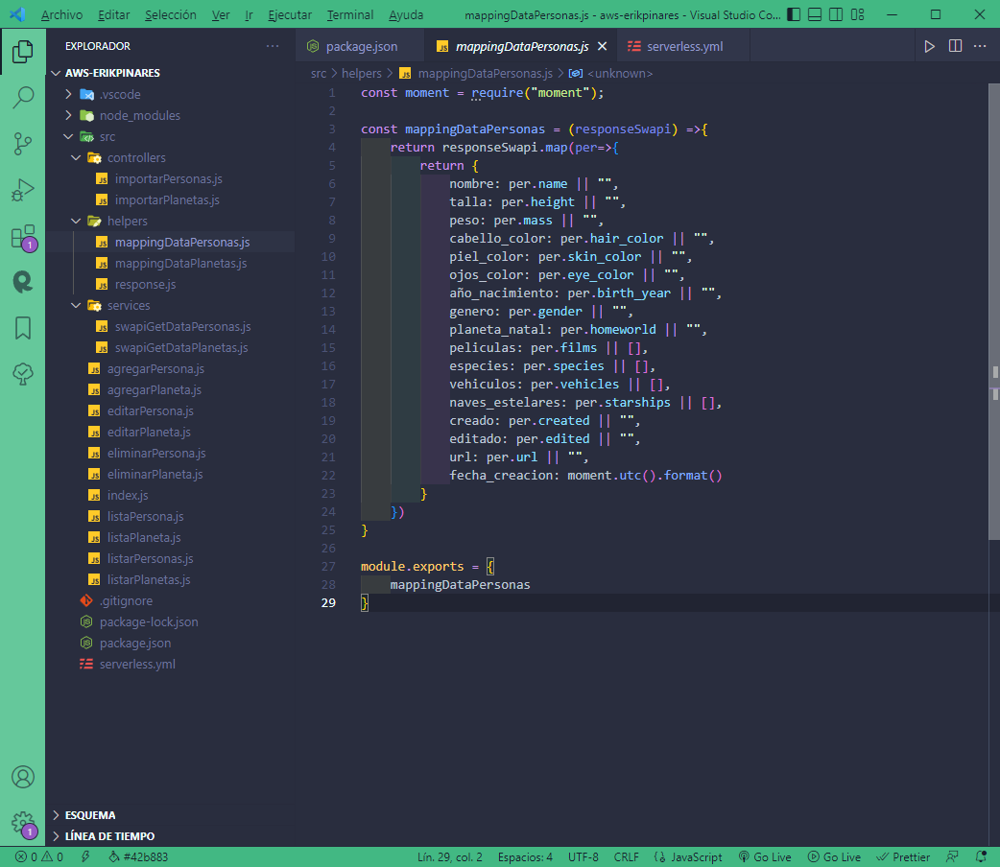 Archivo Editar Selección Ver Ir Ejecutar Terminal Ayuda mappingDataPersonas.js - aws-erikpinares - Visual Studio Co...
EXPLORADOR
AWS-ERIKPINARES
.vscode
node_modules
src
controllers
importarPersonas.js
importarPlanetas.js
helpers
mappingDataPersonas.js
mappingDataPlanetas.js
response.js
services
swapiGetDataPersonas.js
swapiGetDataPlanetas.js
agregarPersona.js
agregarPlaneta.js
editarPersona.js
editarPlaneta.js
eliminarPersona.js
eliminarPlaneta.js
index.js
listaPersona.js
listaPlaneta.js
listarPersonas.js
listarPlanetas.js
.gitignore
package-lock.json
package.json
serverless.yml
ESQUEMA
LÍNEA DE TIEMPO
1
1
package.json mappingDataPersonas.js serverless.yml
src > helpers > mappingDataPersonas.js > <unknown>
1 const moment = require("moment");
2
3 const mappingDataPersonas = (responseSwapi) =>{
4 return responseSwapi.map(per=>{
5 return {
6 nombre: per.name || "",
7 talla: per.height || "",
8 peso: per.mass || "",
9 cabello_color: per.hair_color || "",
10 piel_color: per.skin_color || "",
11 ojos_color: per.eye_color || "",
12 año_nacimiento: per.birth_year || "",
13 genero: per.gender || "",
14 planeta_natal: per.homeworld || "",
15 peliculas: per.films || [],
16 especies: per.species || [],
17 vehiculos: per.vehicles || [],
18 naves_estelares: per.starships || [],
19 creado: per.created || "",
20 editado: per.edited || "",
21 url: per.url || "",
22 fecha_creacion: moment.utc().format()
23 }
24 })
25 }
26
27 module.exports = {
28 mappingDataPersonas
29 }
0 0 #42b883 Lín. 29, col. 2 Espacios: 4 UTF-8 CRLF JavaScript Go Live Go Live Prettier